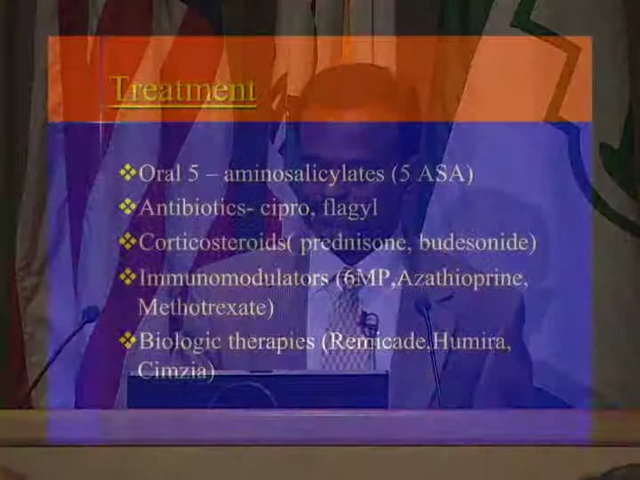 Treatment
❖Oral 5 – aminosalicylates (5 ASA)
❖Antibiotics- cipro, flagyl
❖Corticosteroids( prednisone, budesonide)
❖Immunomodulators (6MP,Azathioprine,
Methotrexate)
❖Biologic therapies (Remicade,Humira,
Cimzia)